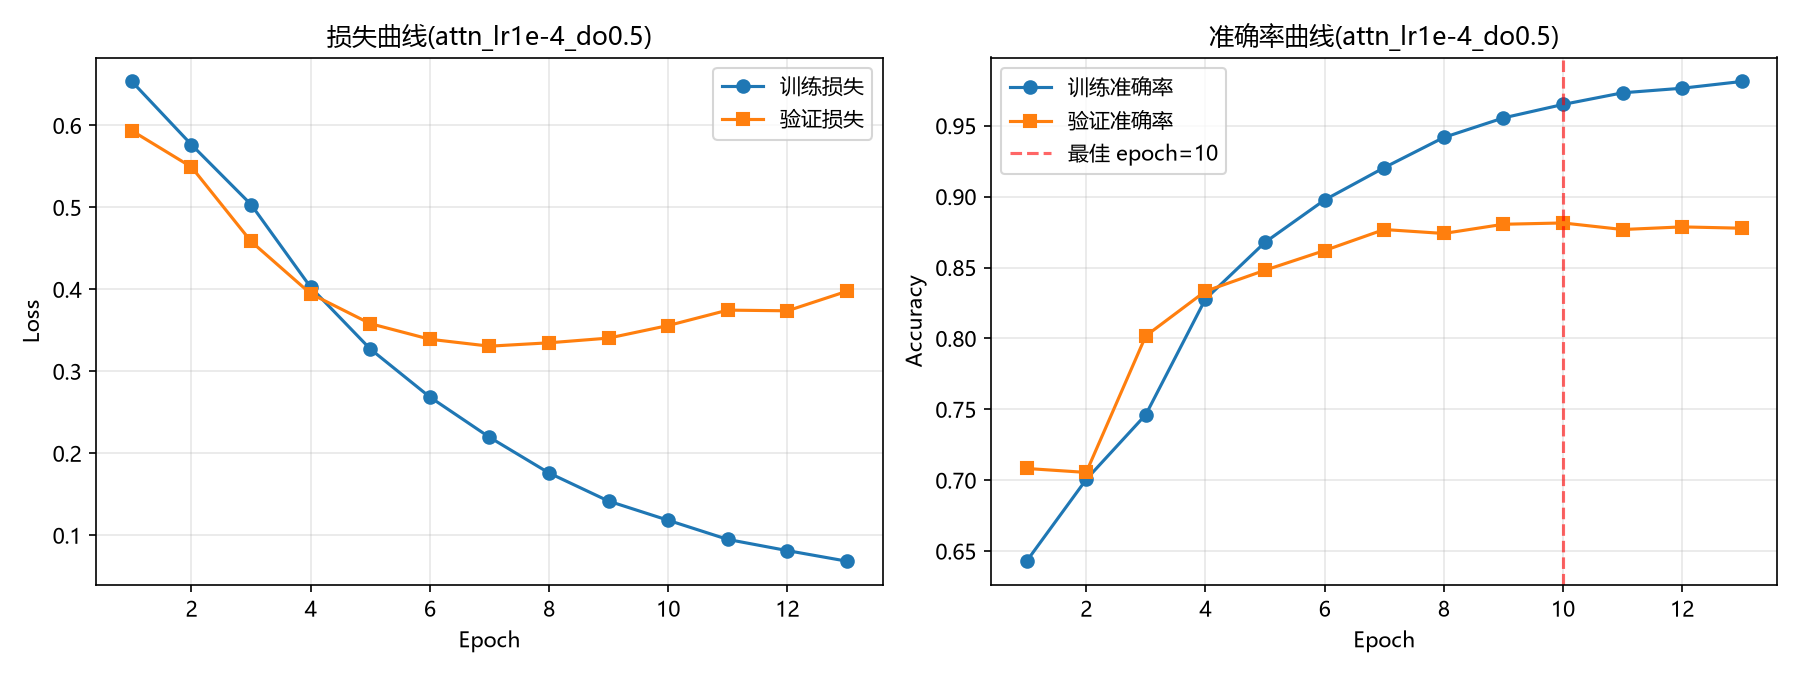 损失曲线(attn_lr1e-4_do0.5)
训练损失
验证损失
0.6
0.5
0.4
0.3
0.2
0.1
Loss
2 4 6 8 10 12
Epoch
准确率曲线(attn_lr1e-4_do0.5)
训练准确率
验证准确率
最佳 epoch=10
0.95
0.90
0.85
0.80
0.75
0.70
0.65
Accuracy
2 4 6 8 10 12
Epoch